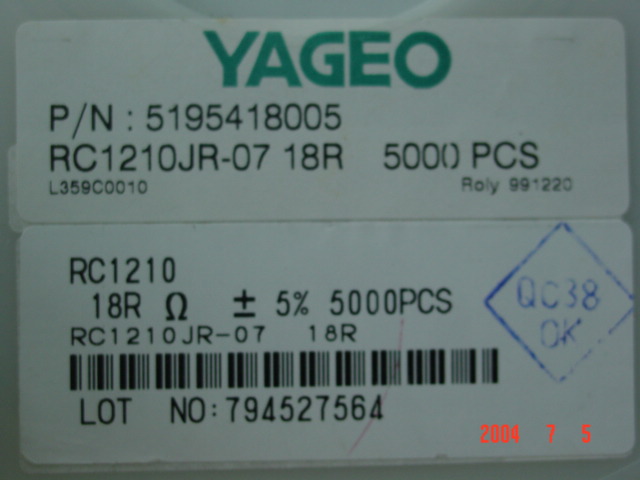 YAGEO
P/N : 5195418005
RC1210JR-07 18R 5000 PCS
L359C0010 Roly 991220
RC1210
18R Ω ± 5% 5000PCS
RC1210JR-07 18R
LOT NO:794527564
QC38
OK
2004 7 5